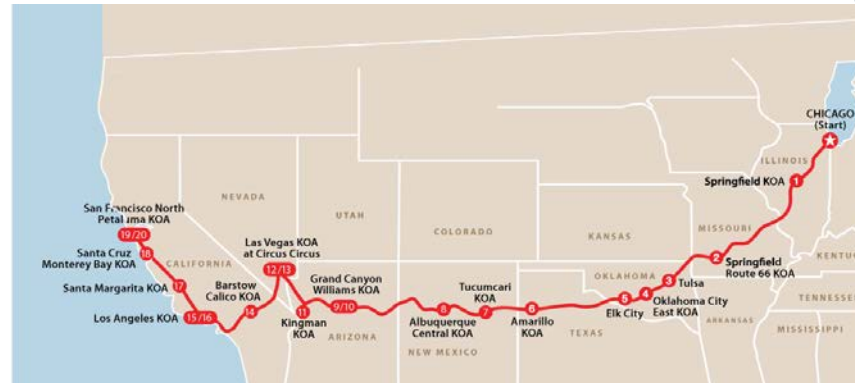 CHICAGO
(Start)
ILLINOIS
1
Springfield KOA
MISSOURI
2
Springfield
Route 66 KOA
KENTUC
TENNESSEE
MISSISSIPPI
ARKANSAS
KANSAS
OKLAHOMA
3
Tulsa
4
Oklahoma City
East KOA
5
Elk City
TEXAS
6
Amarillo
KOA
Tucumcari
KOA
7
8
Albuquerque
Central KOA
NEW MEXICO
COLORADO
UTAH
ARIZONA
Grand Canyon
Williams KOA
9/10
11
Kingman
KOA
Las Vegas KOA
at Circus Circus
12/13
NEVADA
Barstow
Calico KOA
14
Los Angeles KOA
15/16
Santa Margarita KOA
17
CALIFORNIA
Santa Cruz
Monterey Bay KOA
18
San Francisco North
Petaluma KOA
19/20